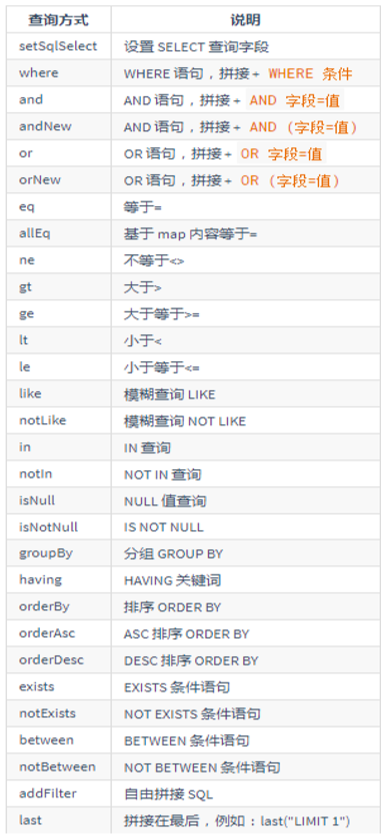 查询方式 说明
setSqlSelect 设置 SELECT 查询字段
where WHERE 语句，拼接+ WHERE 条件
and AND 语句，拼接+ AND 字段=值
andNew AND 语句，拼接+ AND (字段=值)
or OR 语句，拼接+ OR 字段=值
orNew OR 语句，拼接+ OR (字段=值)
eq 等于=
allEq 基于 map 内容等于=
ne 不等于<>
gt 大于>
ge 大于等于>=
lt 小于<
le 小于等于<=
like 模糊查询 LIKE
notLike 模糊查询 NOT LIKE
in IN 查询
notIn NOT IN 查询
isNull NULL 值查询
isNotNull IS NOT NULL
groupBy 分组 GROUP BY
having HAVING 关键词
orderBy 排序 ORDER BY
orderAsc ASC 排序 ORDER BY
orderDesc DESC 排序 ORDER BY
exists EXISTS 条件语句
notExists NOT EXISTS 条件语句
between BETWEEN 条件语句
notBetween NOT BETWEEN 条件语句
addFilter 自由拼接 SQL
last 拼接在最后，例如：last("LIMIT 1")